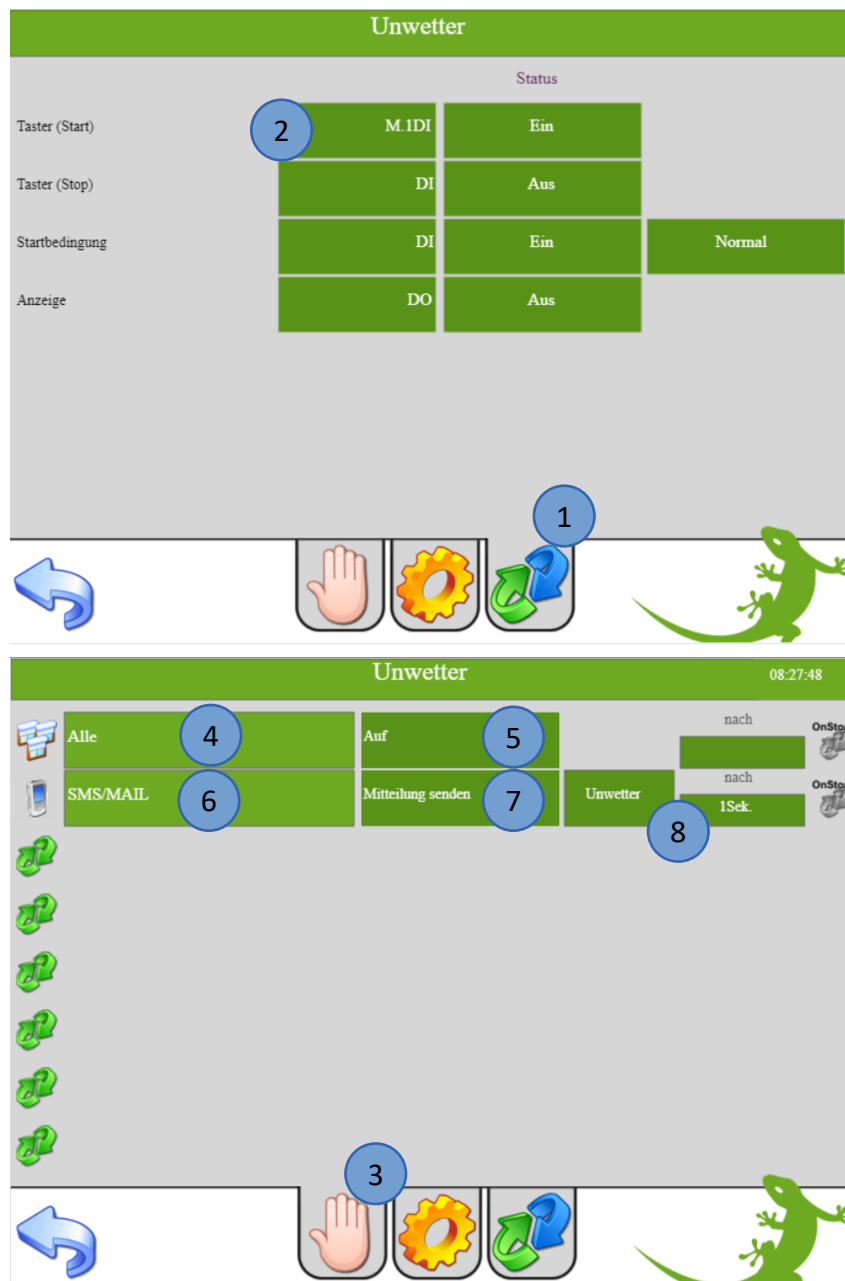 Unwetter
Status
Taster (Start) 2 M.1DI Ein
Taster (Stop) DI Aus
Startbedingung DI Ein Normal
Anzeige DO Aus
1
Unwetter 08:27:48
Alle 4 Auf 5 nach OnStop
SMS/MAIL 6 Mitteilung senden 7 Unwetter nach 1Sek. OnStop
8
3